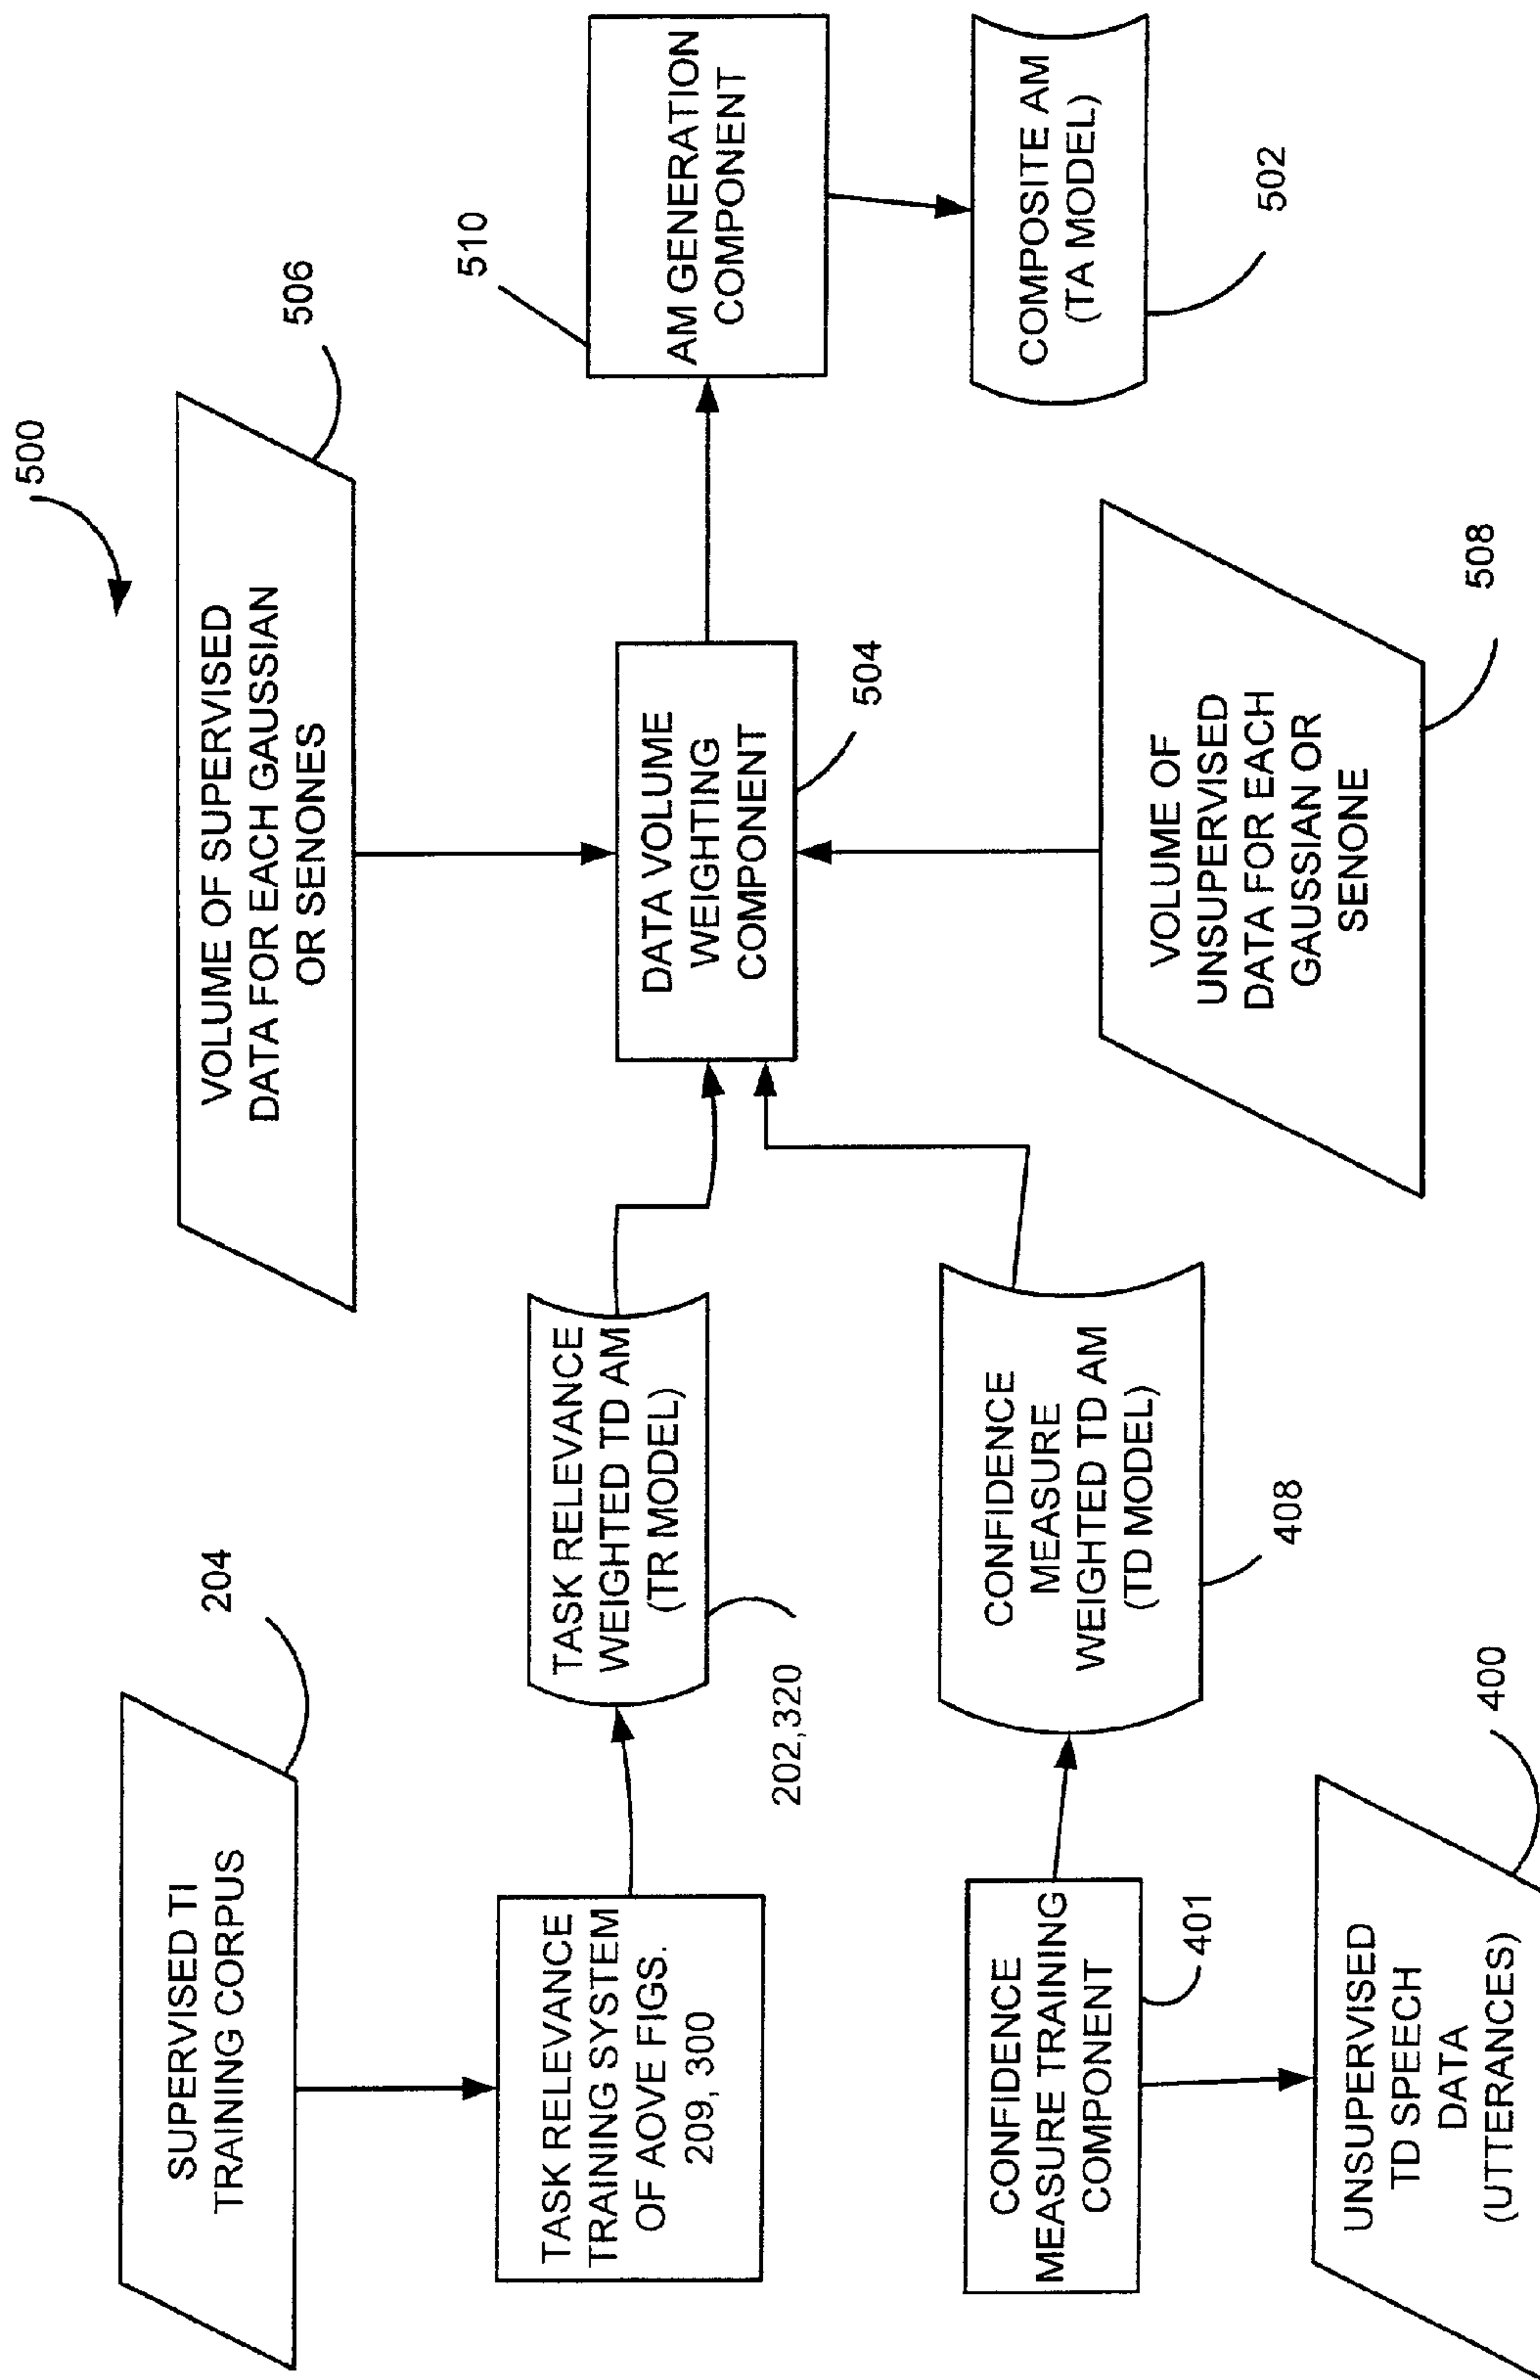 500
VOLUME OF SUPERVISED
DATA FOR EACH GAUSSIAN
OR SENONES
506
SUPERVISED TI
TRAINING CORPUS
204
TASK RELEVANCE
TRAINING SYSTEM
OF AOVE FIGS.
209, 300
TASK RELEVANCE
WEIGHTED TD AM
(TR MODEL)
202,320
DATA VOLUME
WEIGHTING
COMPONENT
504
AM GENERATION
COMPONENT
510
COMPOSITE AM
(TA MODEL)
502
CONFIDENCE
MEASURE TRAINING
COMPONENT
401
CONFIDENCE
MEASURE
WEIGHTED TD AM
(TD MODEL)
408
VOLUME OF
UNSUPERVISED
DATA FOR EACH
GAUSSIAN OR
SENONE
508
UNSUPERVISED
TD SPEECH
DATA
(UTTERANCES)
400